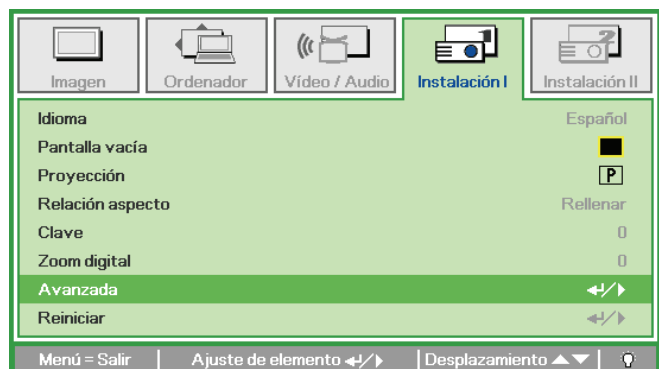 Imagen Ordenador Vídeo / Audio Instalación I Instalación II
Idioma Español
Pantalla vacía
Proyección P
Relación aspecto Rellenar
Clave 0
Zoom digital 0
Avanzada
Reiniciar
Menú = Salir Ajuste de elemento Desplazamiento